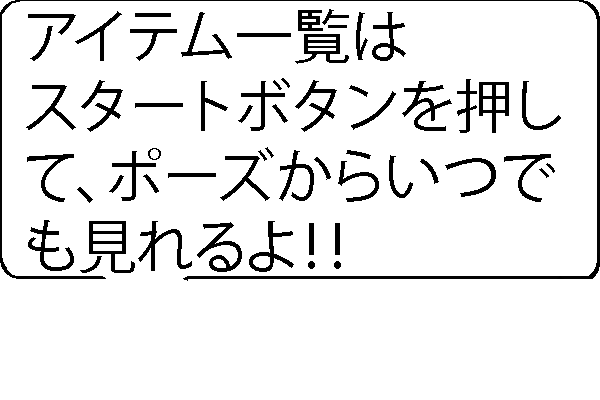 アイテム一覧は
スタートボタンを押し
て、ポーズからいつで
も見れるよ!!